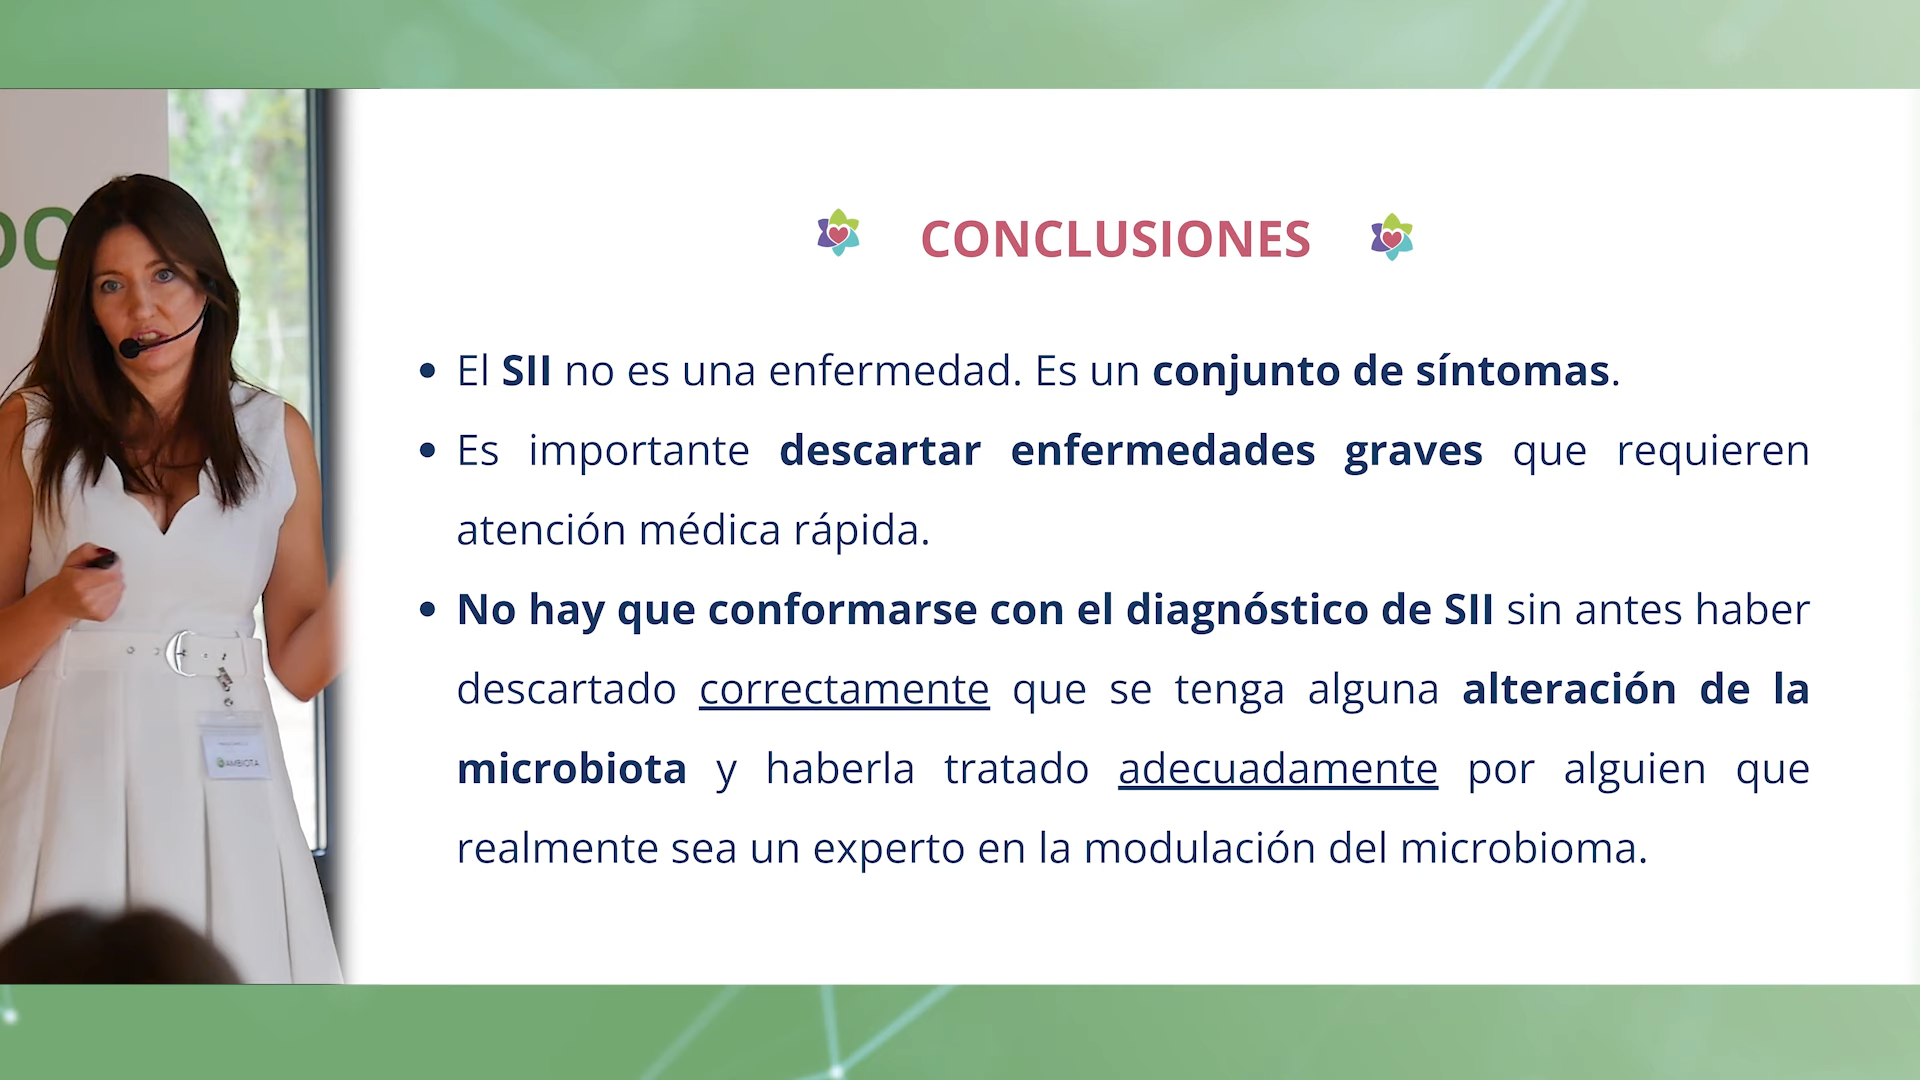 CONCLUSIONES
• El SII no es una enfermedad. Es un conjunto de síntomas.
• Es importante descartar enfermedades graves que requieren
atención médica rápida.
• No hay que conformarse con el diagnóstico de SII sin antes haber
descartado correctamente que se tenga alguna alteración de la
microbiota y haberla tratado adecuadamente por alguien que
realmente sea un experto en la modulación del microbioma.
AMBIOTA